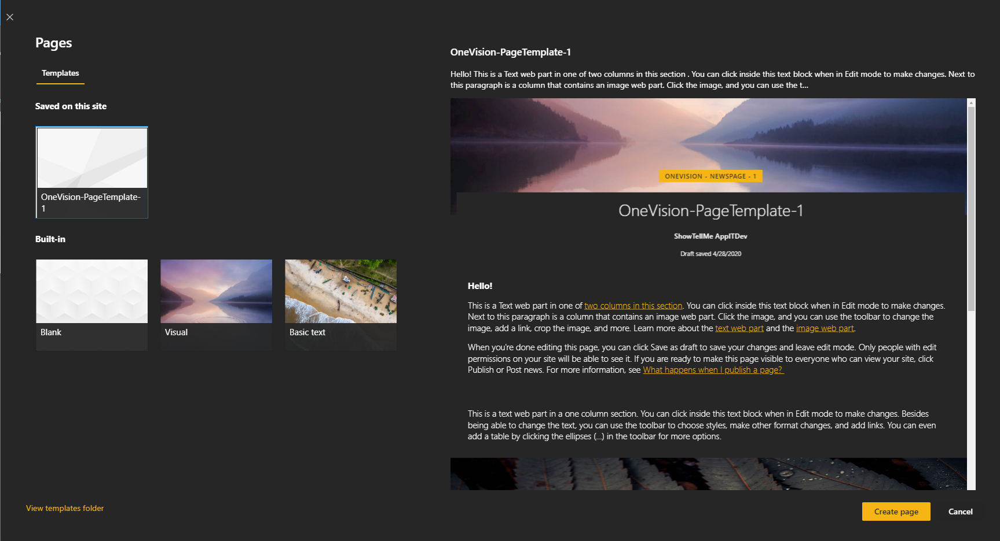 Pages
Templates
Saved on this site
OneVision-PageTemplate-
1
Built-in
Blank
Visual
Basic text
View templates folder
OneVision-PageTemplate-1
Hello! This is a Text web part in one of two columns in this section . You can click inside this text block when in Edit mode to make changes. Next to
this paragraph is a column that contains an image web part. Click the image, and you can use the t...
ONEVISION - NEWSPAGE - 1
OneVision-PageTemplate-1
ShowTellMe AppITDev
Draft saved 4/28/2020
Hello!
This is a Text web part in one of two columns in this section. You can click inside this text block when in Edit mode to make changes.
Next to this paragraph is a column that contains an image web part. Click the image, and you can use the toolbar to change the
image, add a link, crop the image, and more. Learn more about the text web part and the image web part.
When you're done editing this page, you can click Save as draft to save your changes and leave edit mode. Only people with edit
permissions on your site will be able to see it. If you are ready to make this page visible to everyone who can view your site, click
Publish or Post news. For more information, see What happens when I publish a page?
This is a text web part in a one column section. You can click inside this text block when in Edit mode to make changes. Besides
being able to change the text, you can use the toolbar to choose styles, make other format changes, and add links. You can even
add a table by clicking the ellipses (...) in the toolbar for more options.
Create page
Cancel